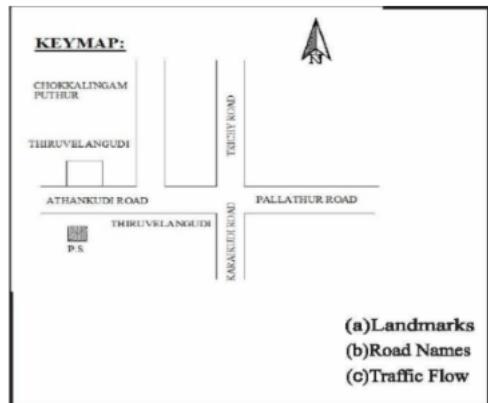 KEYMAP:
N
CHOKKALINGAM
PUTHUR
TRICHY ROAD
THIRUVELANGUDI
ATHANKUDI ROAD
PALLATHUR ROAD
THIRUVELANGUDI
KARAIKUDI ROAD
P.S.
(a)Landmarks
(b)Road Names
(c)Traffic Flow